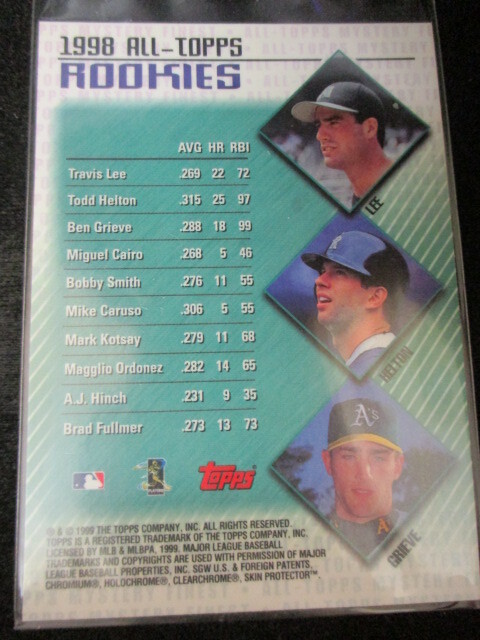 1998 ALL-TOPPS
ROOKIES
AVG HR RBI
Travis Lee .269 22 72
Todd Helton .315 25 97
Ben Grieve .288 18 99
Miguel Cairo .268 5 46
Bobby Smith .276 11 55
Mike Caruso .306 5 55
Mark Kotsay .279 11 68
Magglio Ordonez .282 14 65
A.J. Hinch .231 9 35
Brad Fullmer .273 13 73
LEE
HELTON
A's
GRIEVE
Topps
® & © 1999 THE TOPPS COMPANY, INC. ALL RIGHTS RESERVED.
TOPPS IS A REGISTERED TRADEMARK OF THE TOPPS COMPANY, INC.
LICENSED BY MLB & MLBPA, 1999. MAJOR LEAGUE BASEBALL
TRADEMARKS AND COPYRIGHTS ARE USED WITH PERMISSION OF MAJOR
LEAGUE BASEBALL PROPERTIES, INC. SGW U.S. & FOREIGN PATENTS.
CHROMIUM®, HOLOCHROME®, CLEARCHROME®, SKIN PROTECTOR™.